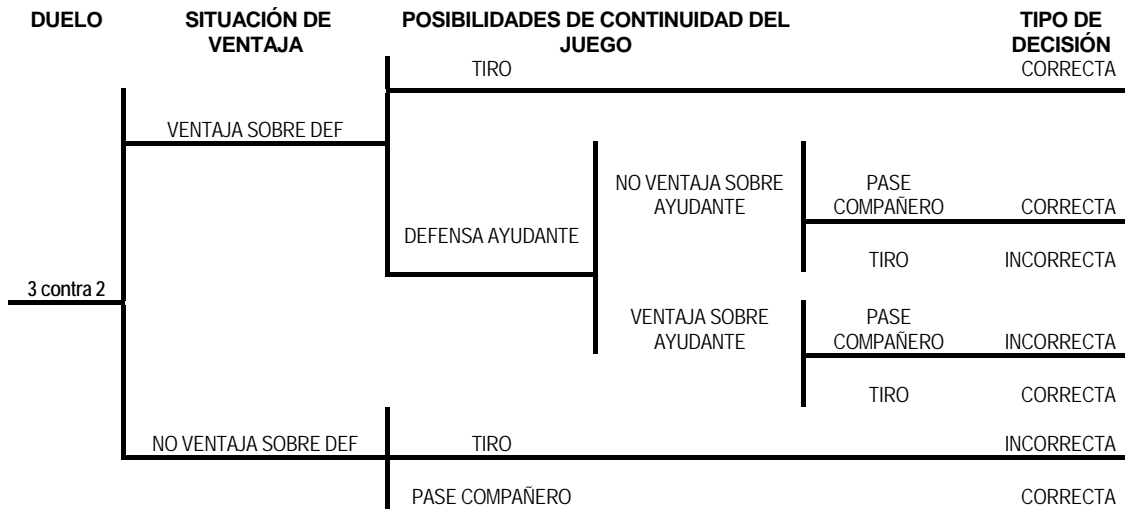 DUELO SITUACIÓN DE POSIBILIDADES DE CONTINUIDAD DEL TIPO DE
VENTAJA JUEGO DECISIÓN
TIRO CORRECTA
VENTAJA SOBRE DEF
NO VENTAJA SOBRE PASE
AYUDANTE COMPAÑERO CORRECTA
DEFENSA AYUDANTE
TIRO INCORRECTA
3 contra 2
VENTAJA SOBRE PASE
AYUDANTE COMPAÑERO INCORRECTA
TIRO CORRECTA
NO VENTAJA SOBRE DEF TIRO INCORRECTA
PASE COMPAÑERO CORRECTA